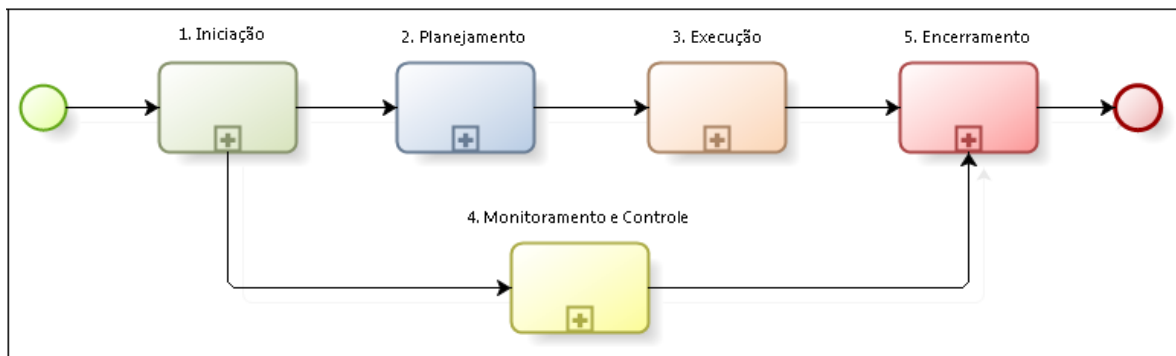 1. Iniciação
2. Planejamento
3. Execução
5. Encerramento
4. Monitoramento e Controle